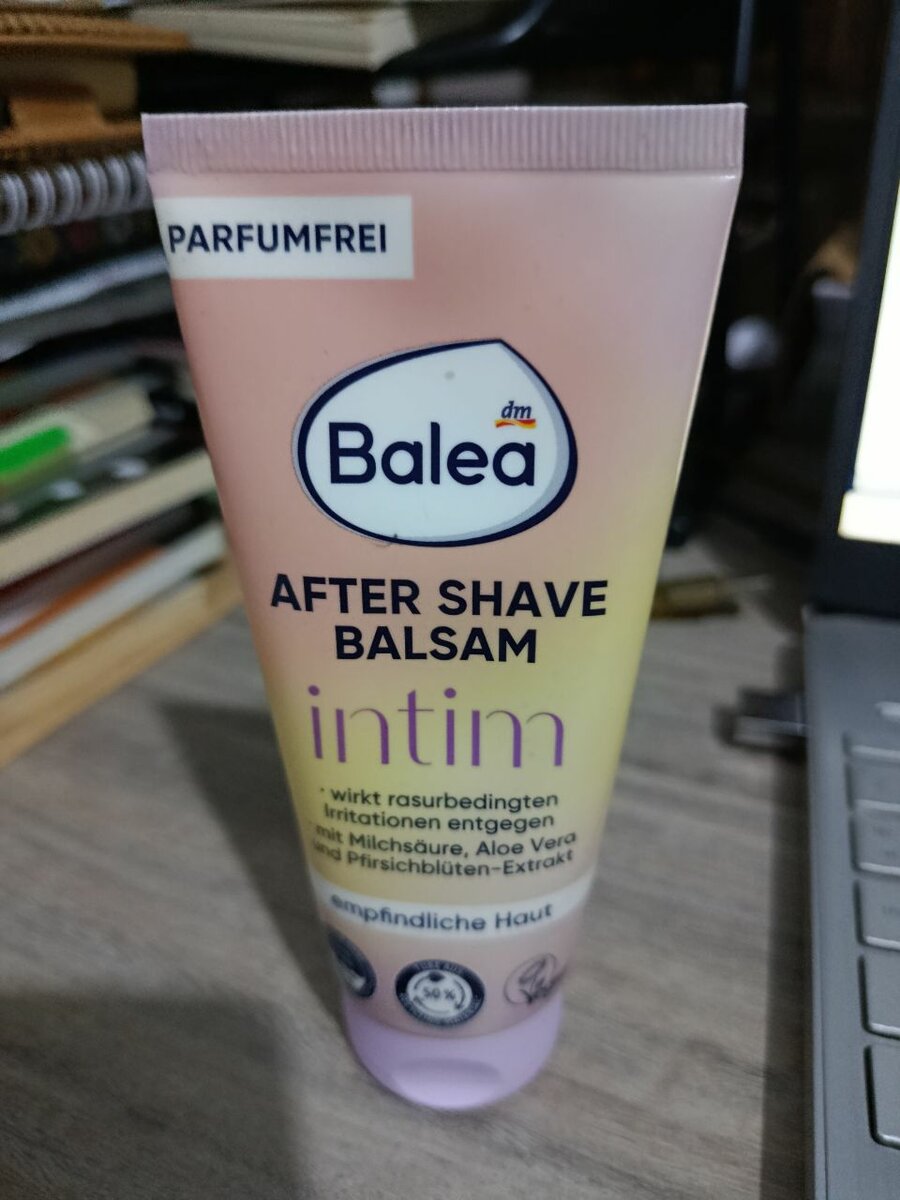 PARFUMFREI
dm
Balea
AFTER SHAVE
BALSAM
intim
• wirkt rasurbedingten
Irritationen entgegen
mit Milchsäure, Aloe Vera
und Pfirsichblüten-Extrakt
empfindliche Haut
50 %